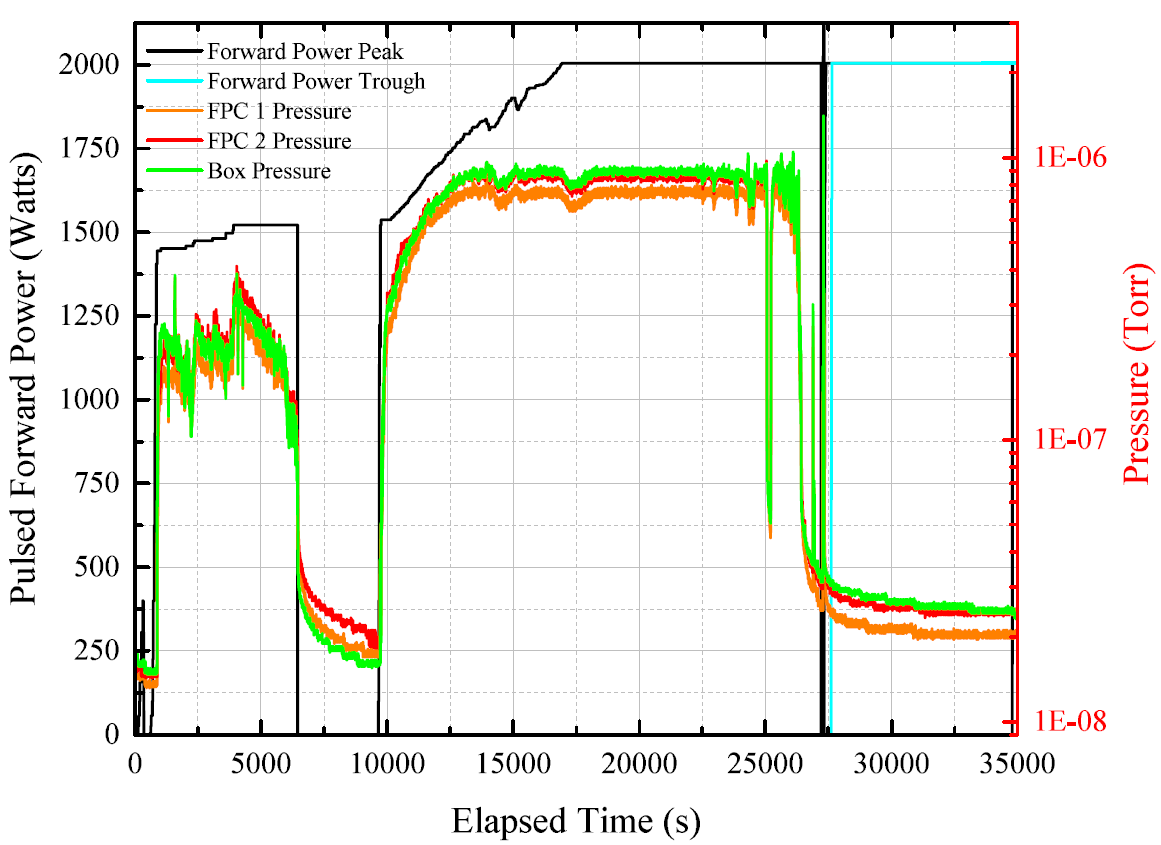 Forward Power Peak
Forward Power Trough
FPC 1 Pressure
FPC 2 Pressure
Box Pressure
Pulsed Forward Power (Watts)
2000
1750
1500
1250
1000
750
500
250
0
1E-06
1E-07
1E-08
Pressure (Torr)
0 5000 10000 15000 20000 25000 30000 35000
Elapsed Time (s)